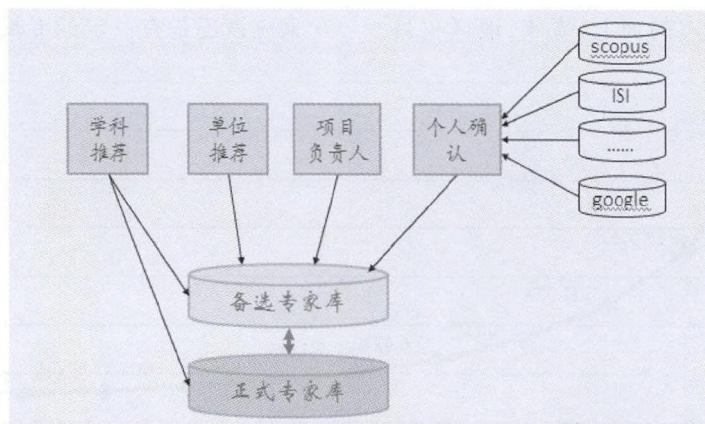 scopus
ISI
......
google
学科
推荐
单位
推荐
项目
负责人
个人确
认
备选专家库
正式专家库